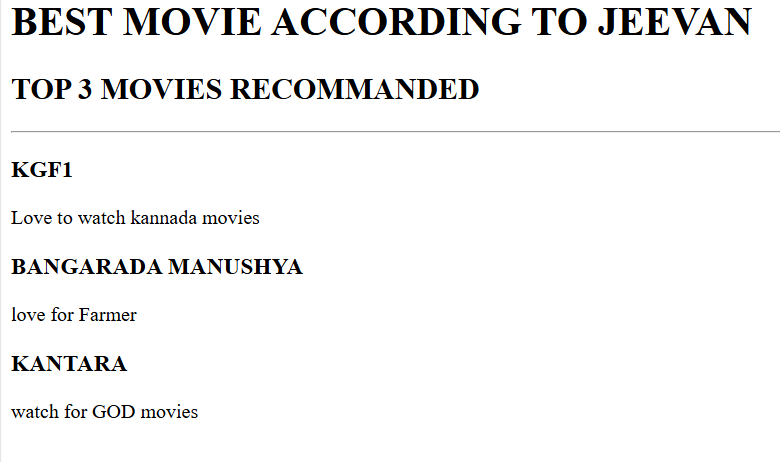 BEST MOVIE ACCORDING TO JEEVAN
TOP 3 MOVIES RECOMMANDED
KGF1
Love to watch kannada movies
BANGARADA MANUSHYA
love for Farmer
KANTARA
watch for GOD movies